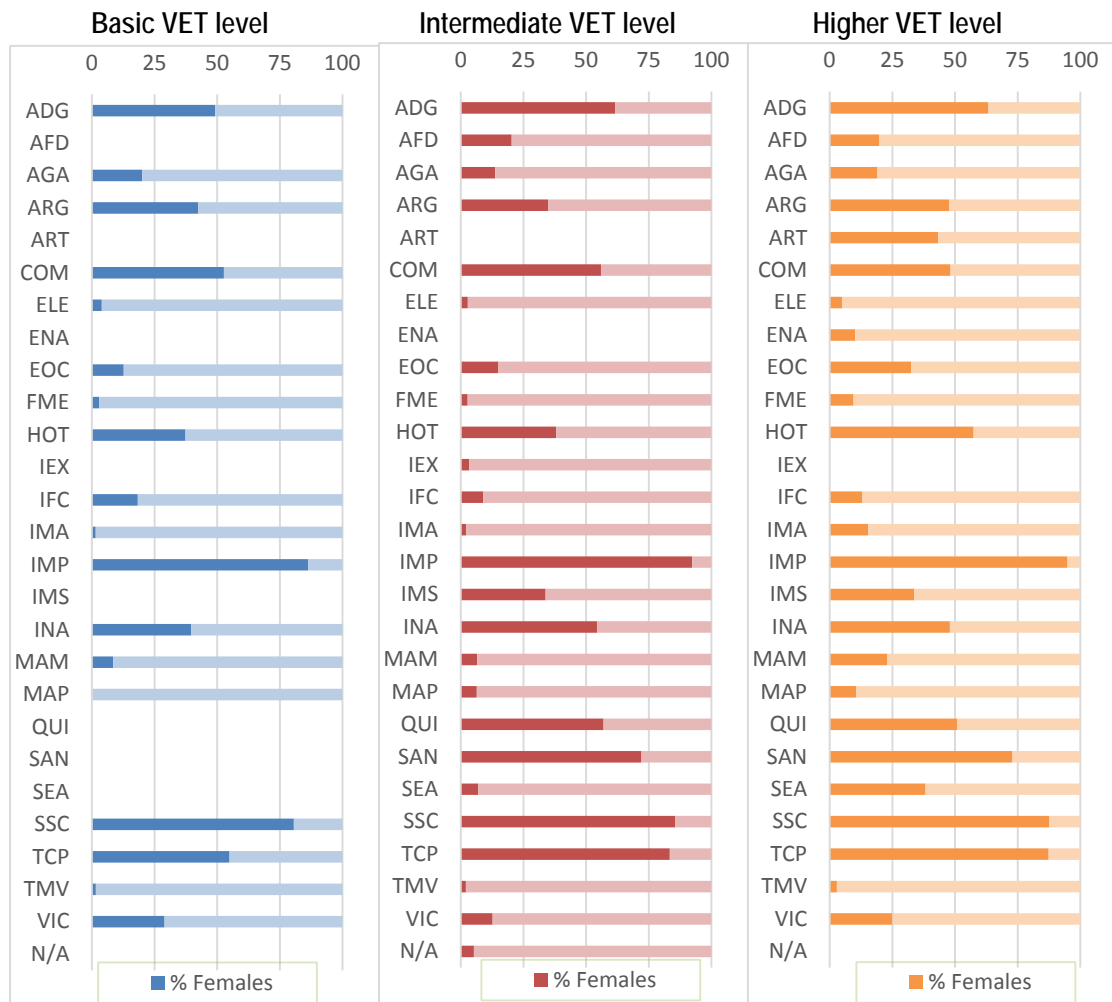 Basic VET level
0 25 50 75 100
ADG
AFD
AGA
ARG
ART
COM
ELE
ENA
EOC
FME
HOT
IEX
IFC
IMA
IMP
IMS
INA
MAM
MAP
QUI
SAN
SEA
SSC
TCP
TMV
VIC
N/A
% Females
Intermediate VET level
0 25 50 75 100
ADG
AFD
AGA
ARG
ART
COM
ELE
ENA
EOC
FME
HOT
IEX
IFC
IMA
IMP
IMS
INA
MAM
MAP
QUI
SAN
SEA
SSC
TCP
TMV
VIC
N/A
% Females
Higher VET level
0 25 50 75 100
ADG
AFD
AGA
ARG
ART
COM
ELE
ENA
EOC
FME
HOT
IEX
IFC
IMA
IMP
IMS
INA
MAM
MAP
QUI
SAN
SEA
SSC
TCP
TMV
VIC
N/A
% Females